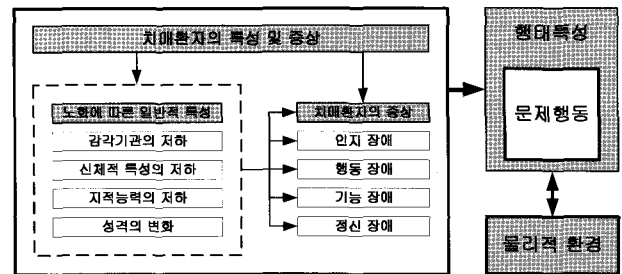 치매환자의 특성 및 증상
노화에 따른 일반적 특성
감각기관의 저하
신체적 특성의 저하
지적능력의 저하
성격의 변화
치매환자의 증상
인지 장애
행동 장애
기능 장애
정신 장애
행태특성
문제행동
물리적 환경